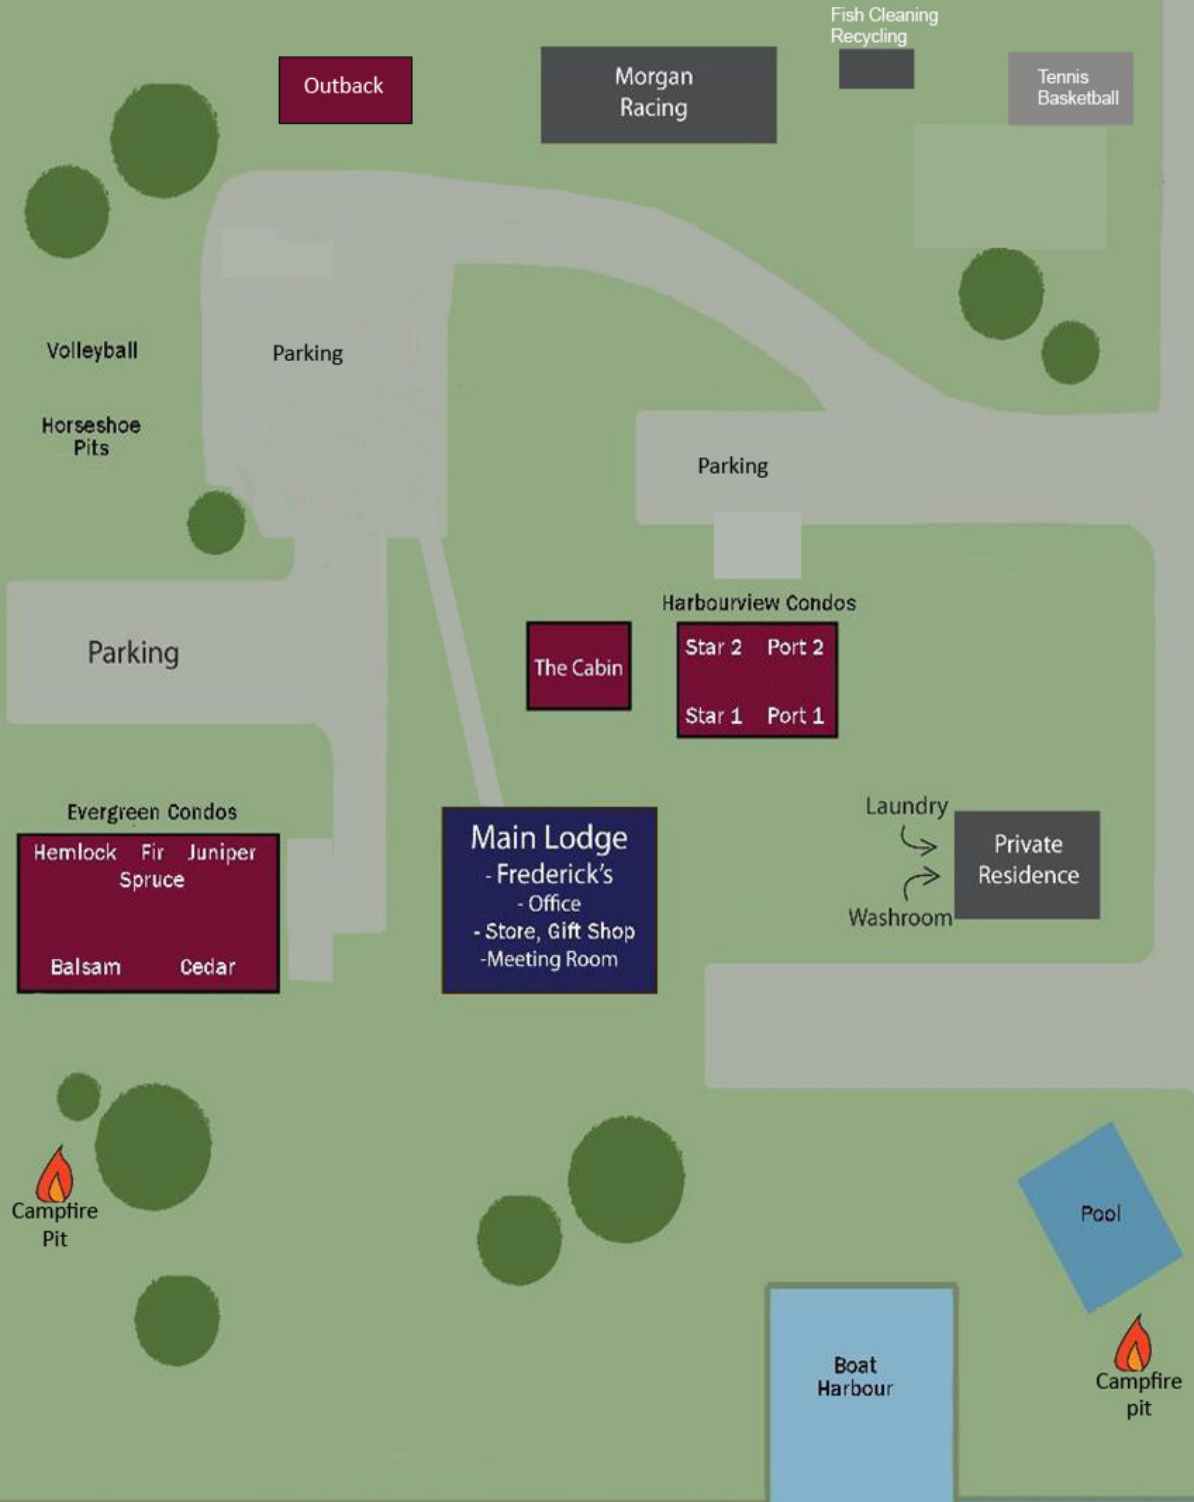 Fish Cleaning
Recycling
Outback
Morgan
Racing
Tennis
Basketball
Volleyball
Parking
Horseshoe
Pits
Parking
Parking
Harbourview Condos
The Cabin
Star 2 Port 2
Star 1 Port 1
Evergreen Condos
Hemlock Fir Juniper
Spruce
Balsam Cedar
Main Lodge
- Frederick's
- Office
- Store, Gift Shop
-Meeting Room
Laundry
Private
Residence
Washroom
Campfire
Pit
Pool
Boat
Harbour
Campfire
pit